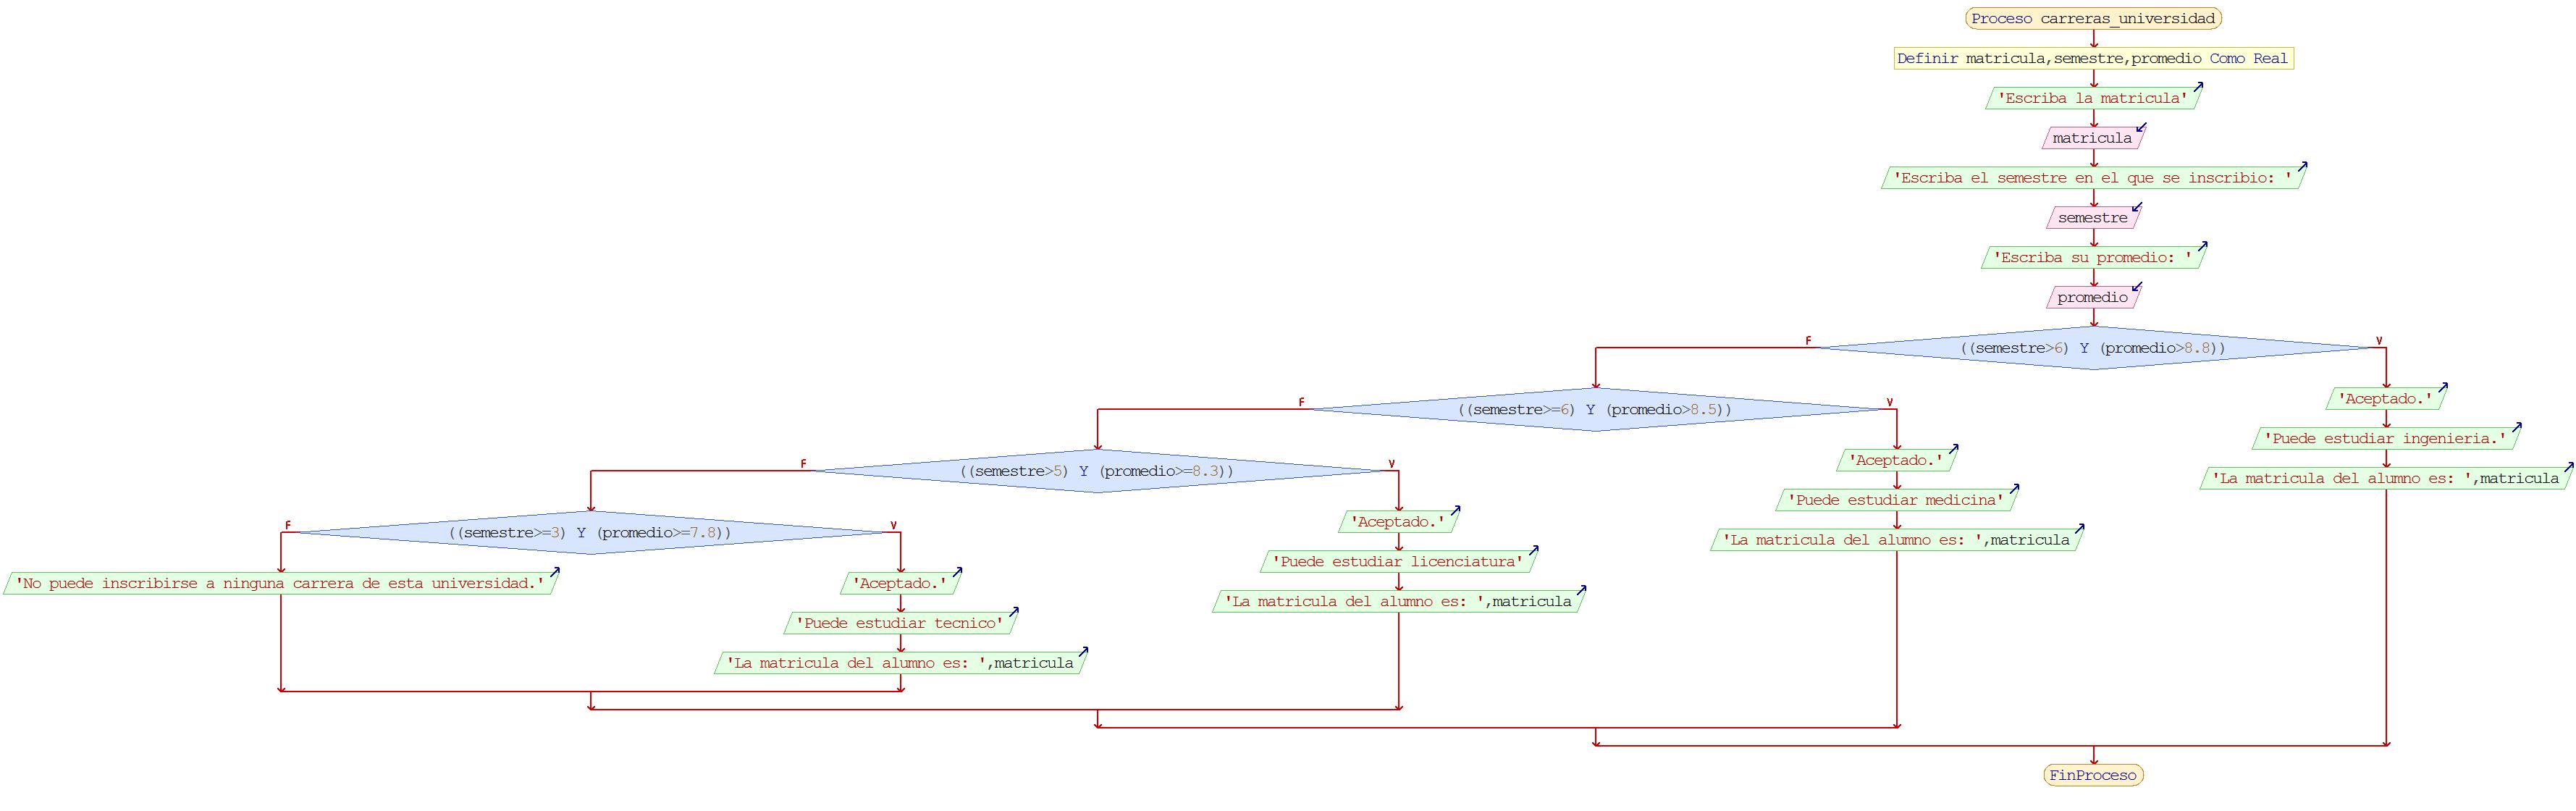 Proceso carreras_universidad
Definir matricula,semestre,promedio Como Real
'Escriba la matricula'
matricula
'Escriba el semestre en el que se inscribio: '
semestre
'Escriba su promedio: '
promedio
((semestre>6) Y (promedio>8.8))
F
V
((semestre>=6) Y (promedio>8.5))
F
V
'Aceptado.'
'Puede estudiar ingenieria.'
'La matricula del alumno es: ',matricula
((semestre>5) Y (promedio>=8.3))
F
V
'Aceptado.'
'Puede estudiar medicina'
'La matricula del alumno es: ',matricula
((semestre>=3) Y (promedio>=7.8))
F
V
'Aceptado.'
'Puede estudiar licenciatura'
'La matricula del alumno es: ',matricula
'No puede inscribirse a ninguna carrera de esta universidad.'
'Aceptado.'
'Puede estudiar tecnico'
'La matricula del alumno es: ',matricula
FinProceso